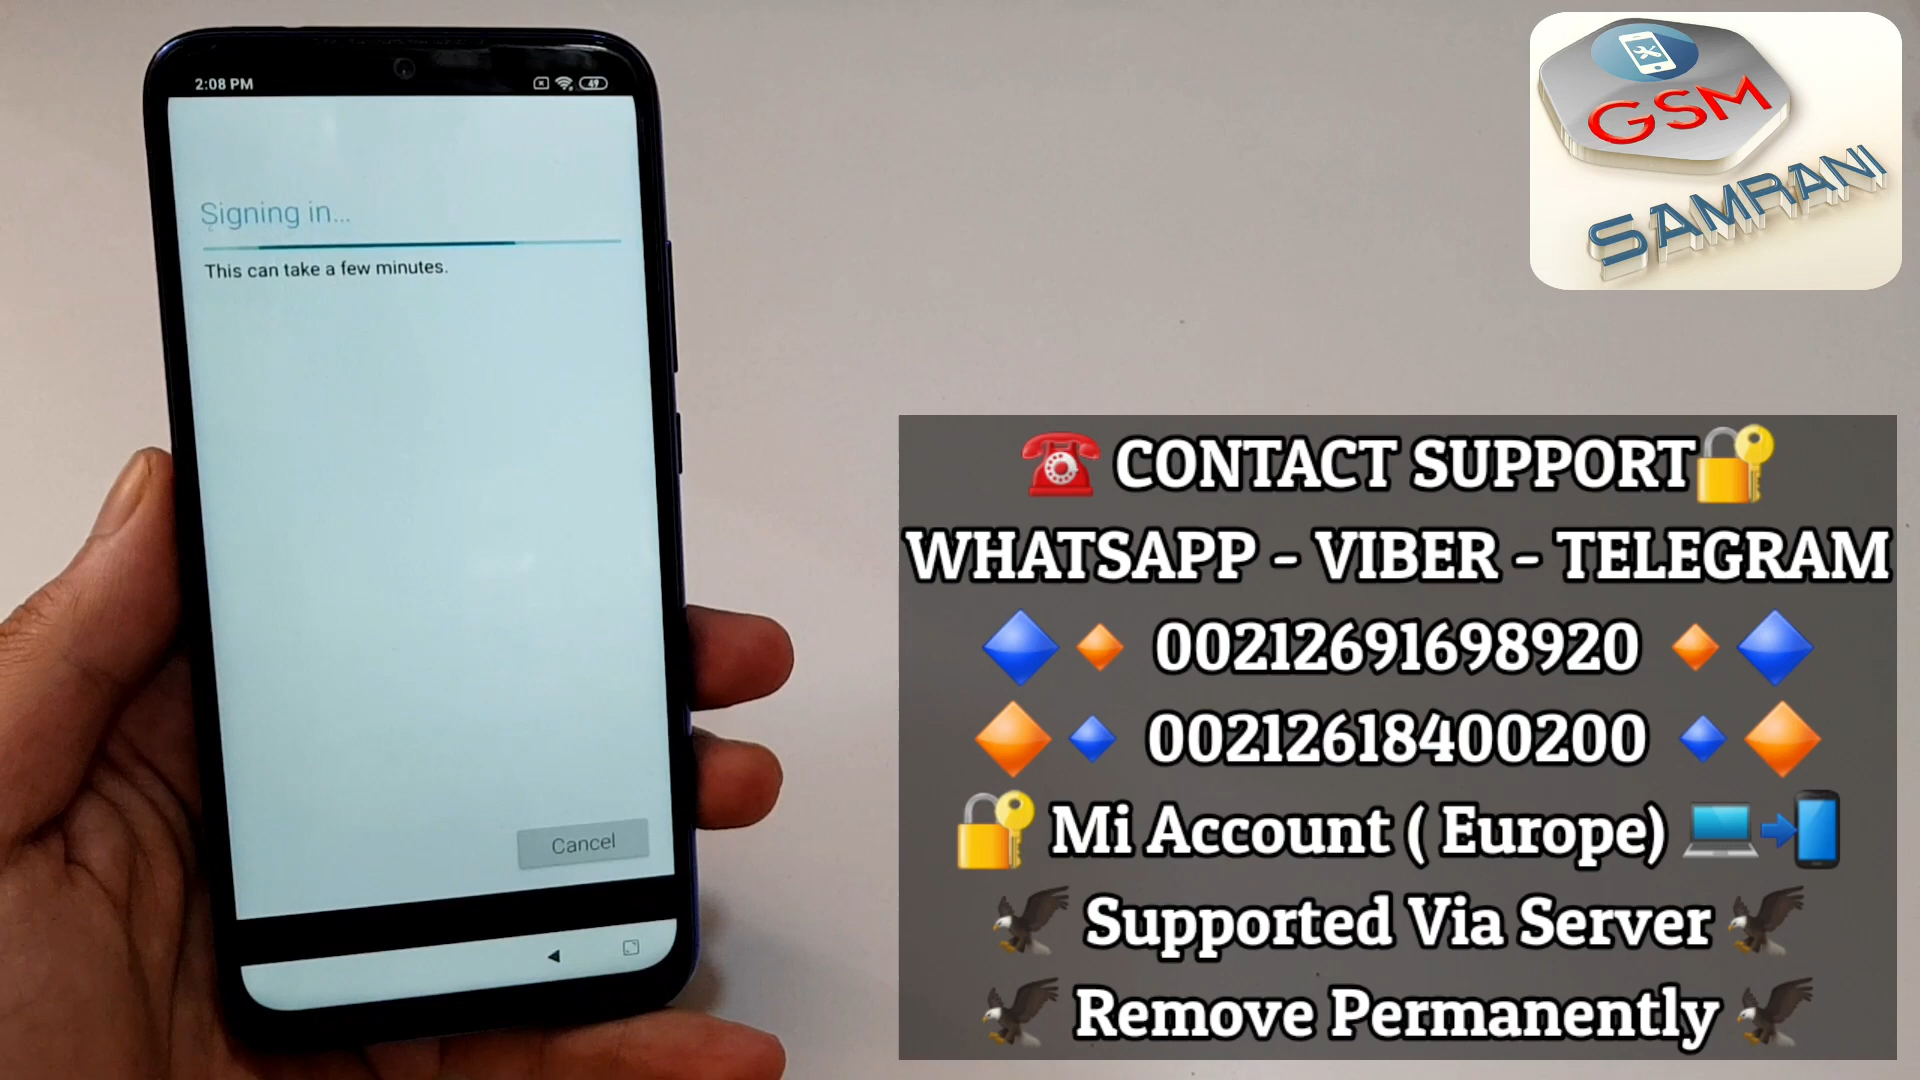 2:08 PM
49
Signing in...
This can take a few minutes.
Cancel
GSM
SAMRANI
CONTACT SUPPORT
WHATSAPP - VIBER - TELEGRAM
00212691698920
00212618400200
Mi Account ( Europe)
Supported Via Server
Remove Permanently